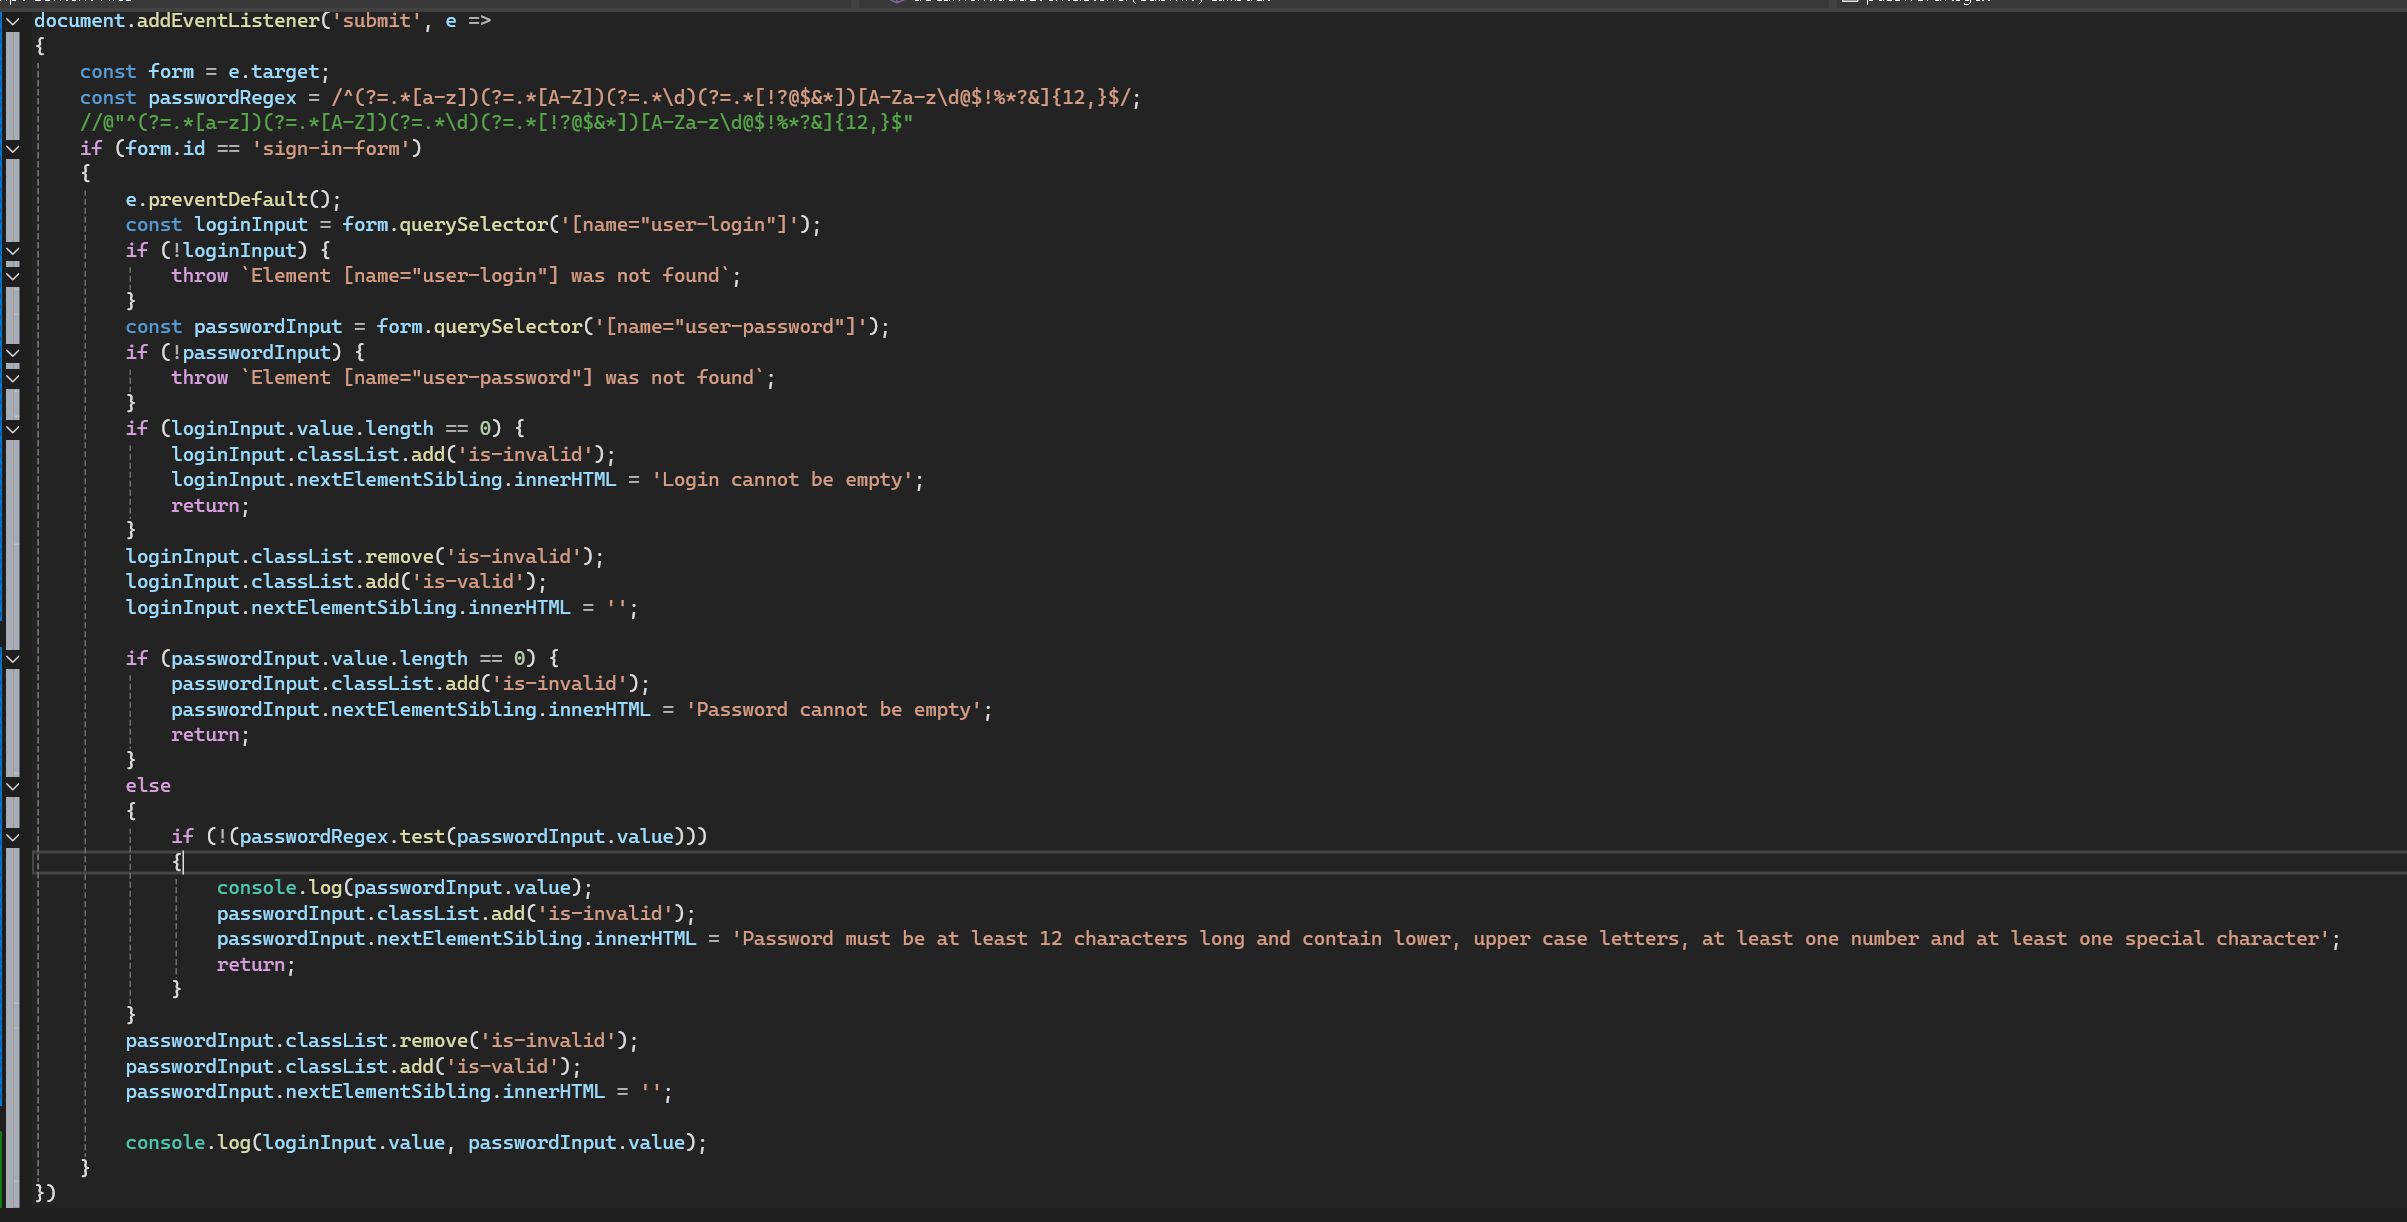 document.addEventListener('submit', e =>
{
    const form = e.target;
    const passwordRegex = /^(?=.*[a-z])(?=.*[A-Z])(?=.*\d)(?=.*[!?@$&*])[A-Za-z\d@$!%*?&]{12,}$/;
    //@"^(?=.*[a-z])(?=.*[A-Z])(?=.*\d)(?=.*[!?@$&*])[A-Za-z\d@$!%*?&]{12,}$"
    if (form.id == 'sign-in-form')
    {
        e.preventDefault();
        const loginInput = form.querySelector('[name="user-login"]');
        if (!loginInput) {
            throw `Element [name="user-login"] was not found`;
        }
        const passwordInput = form.querySelector('[name="user-password"]');
        if (!passwordInput) {
            throw `Element [name="user-password"] was not found`;
        }
        if (loginInput.value.length == 0) {
            loginInput.classList.add('is-invalid');
            loginInput.nextElementSibling.innerHTML = 'Login cannot be empty';
            return;
        }
        loginInput.classList.remove('is-invalid');
        loginInput.classList.add('is-valid');
        loginInput.nextElementSibling.innerHTML = '';

        if (passwordInput.value.length == 0) {
            passwordInput.classList.add('is-invalid');
            passwordInput.nextElementSibling.innerHTML = 'Password cannot be empty';
            return;
        }
        else
        {
            if (!(passwordRegex.test(passwordInput.value)))
            {
                console.log(passwordInput.value);
                passwordInput.classList.add('is-invalid');
                passwordInput.nextElementSibling.innerHTML = 'Password must be at least 12 characters long and contain lower, upper case letters, at least one number and at least one special character';
                return;
            }
        }
        passwordInput.classList.remove('is-invalid');
        passwordInput.classList.add('is-valid');
        passwordInput.nextElementSibling.innerHTML = '';

        console.log(loginInput.value, passwordInput.value);
    }
})